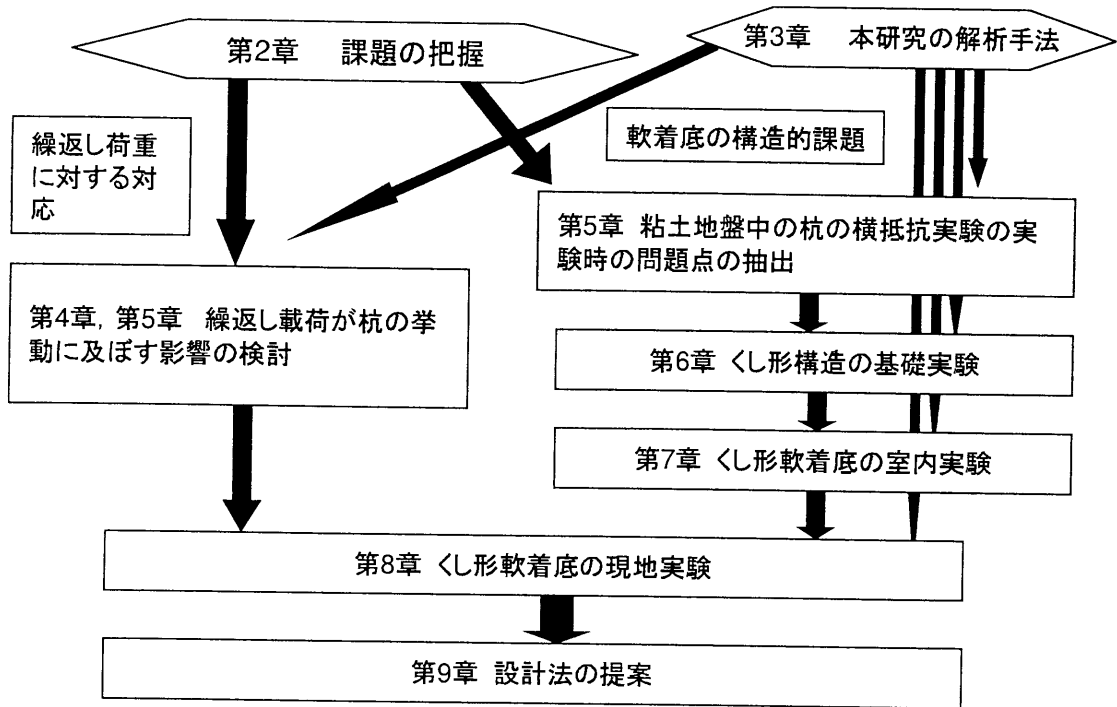 第2章　課題の把握
第3章　本研究の解析手法
繰返し荷重
に対する対
応
軟着底の構造的課題
第5章 粘土地盤中の杭の横抵抗実験の実
験時の問題点の抽出
第4章, 第5章　繰返し載荷が杭の挙
動に及ぼす影響の検討
第6章 くし形構造の基礎実験
第7章 くし形軟着底の室内実験
第8章 くし形軟着底の現地実験
第9章 設計法の提案